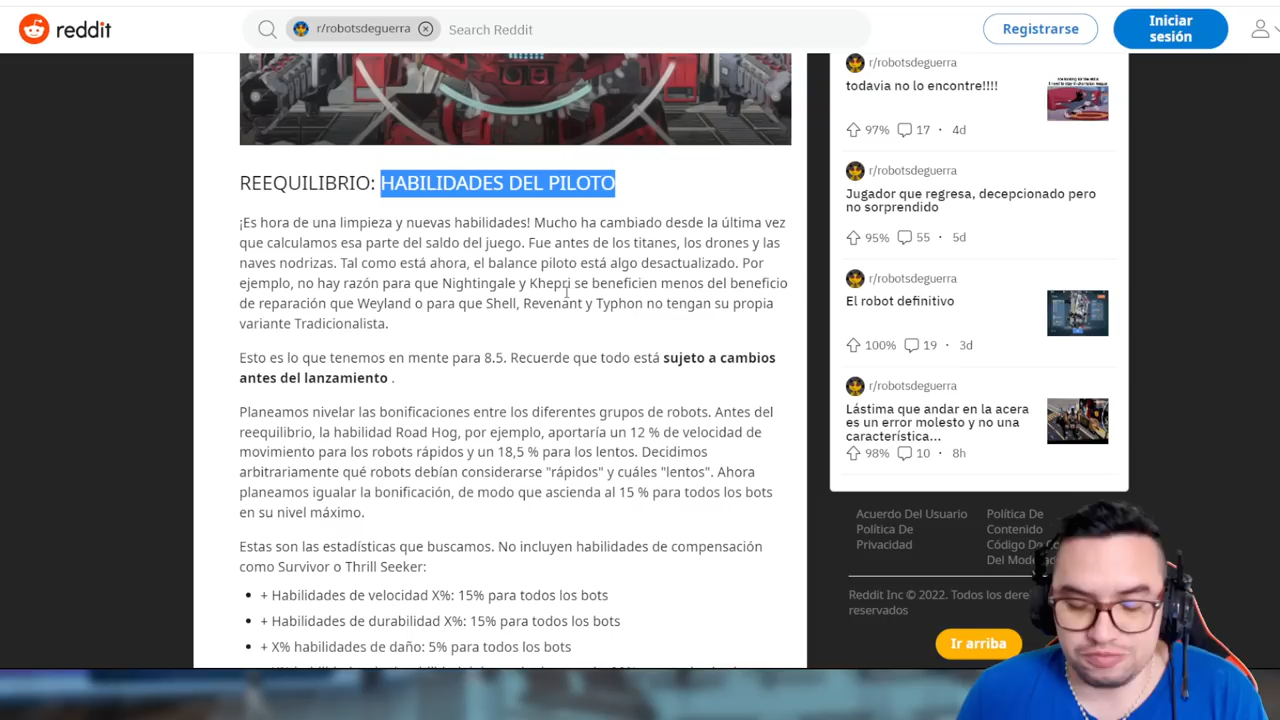 reddit
r/robotsdeguerra
Search Reddit
Registrarse
Iniciar
sesión
REEQUILIBRIO: HABILIDADES DEL PILOTO
¡Es hora de una limpieza y nuevas habilidades! Mucho ha cambiado desde la última vez
que calculamos esa parte del saldo del juego. Fue antes de los titanes, los drones y las
naves nodrizas. Tal como está ahora, el balance piloto está algo desactualizado. Por
ejemplo, no hay razón para que Nightingale y Khepri se beneficien menos del beneficio
de reparación que Weyland o para que Shell, Revenant y Typhon no tengan su propia
variante Tradicionalista.
Esto es lo que tenemos en mente para 8.5. Recuerde que todo está sujeto a cambios
antes del lanzamiento .
Planeamos nivelar las bonificaciones entre los diferentes grupos de robots. Antes del
reequilibrio, la habilidad Road Hog, por ejemplo, aportaría un 12 % de velocidad de
movimiento para los robots rápidos y un 18,5 % para los lentos. Decidimos
arbitrariamente qué robots debían considerarse "rápidos" y cuáles "lentos". Ahora
planeamos igualar la bonificación, de modo que ascienda al 15 % para todos los bots
en su nivel máximo.
Estas son las estadísticas que buscamos. No incluyen habilidades de compensación
como Survivor o Thrill Seeker:
• + Habilidades de velocidad X%: 15% para todos los bots
• + Habilidades de durabilidad X%: 15% para todos los bots
• + X% habilidades de daño: 5% para todos los bots
r/robotsdeguerra
todavia no lo encontre!!!!
97% 17 · 4d
r/robotsdeguerra
Jugador que regresa, decepcionado pero
no sorprendido
95% 55 · 5d
r/robotsdeguerra
El robot definitivo
100% 19 · 3d
r/robotsdeguerra
Lástima que andar en la acera
es un error molesto y no una
característica...
98% 10 · 8h
Acuerdo Del Usuario
Política De
Privacidad
Política De
Contenido
Código De
Del
Reddit Inc © 2022. Todos los
reservados
Ir arriba